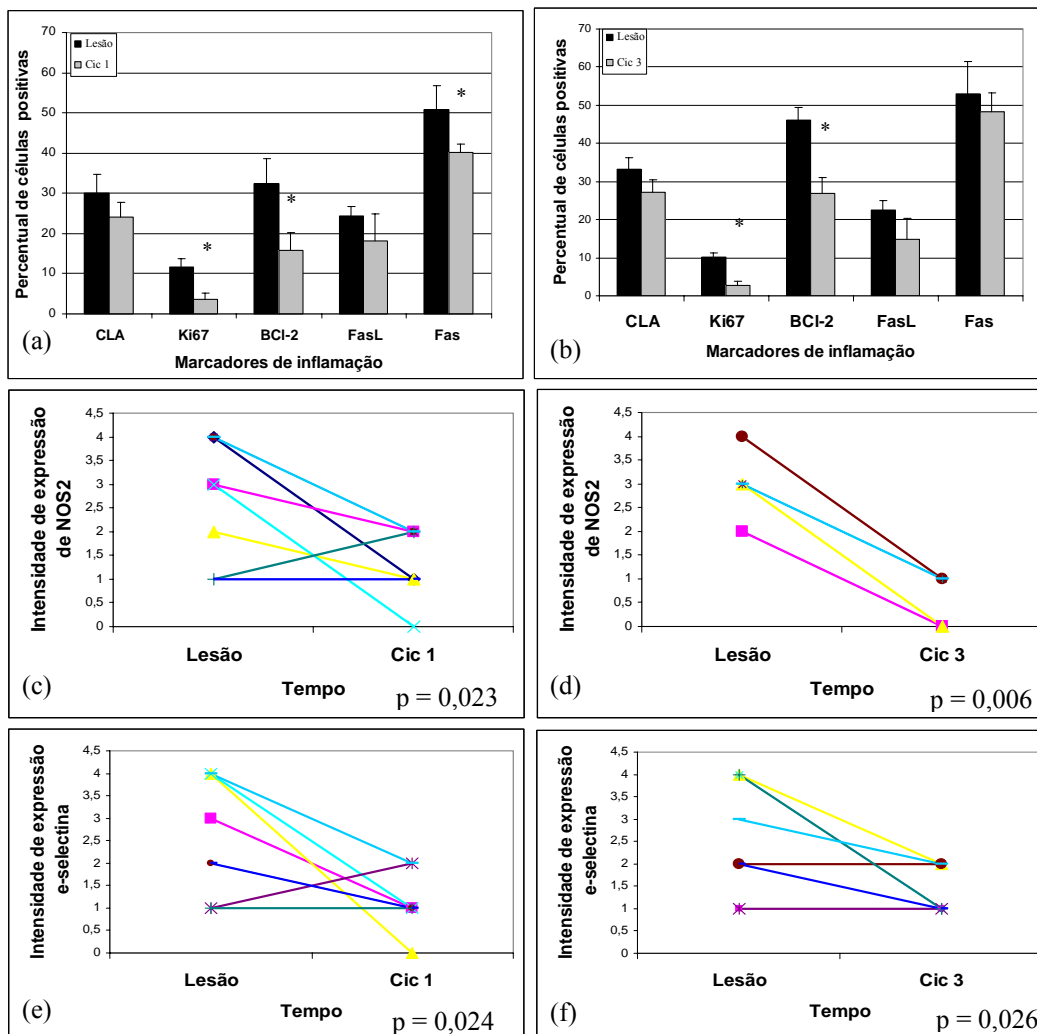 70
60
50
40
30
20
10
0
Percentual de células positivas
Lesão
Cic 1
*
*
*
CLA
Ki67
BCl-2
FasL
Fas
Marcadores de inflamação
(a)
70
60
50
40
30
20
10
0
Percentual de células positivas
Lesão
Cic 3
*
*
CLA
Ki67
BCl-2
FasL
Fas
Marcadores de inflamação
(b)
4,5
4
3,5
3
2,5
2
1,5
1
0,5
0
Intensidade de expressão
de NOS2
Lesão
Cic 1
Tempo
(c)
p = 0,023
4,5
4
3,5
3
2,5
2
1,5
1
0,5
0
Intensidade de expressão
de NOS2
Lesão
Cic 3
Tempo
(d)
p = 0,006
4,5
4
3,5
3
2,5
2
1,5
1
0,5
0
Intensidade de expressão
e-selectina
Lesão
Cic 1
Tempo
(e)
p = 0,024
4,5
4
3,5
3
2,5
2
1,5
1
0,5
0
Intensidade de expressão
e-selectina
Lesão
Cic 3
Tempo
(f)
p = 0,026